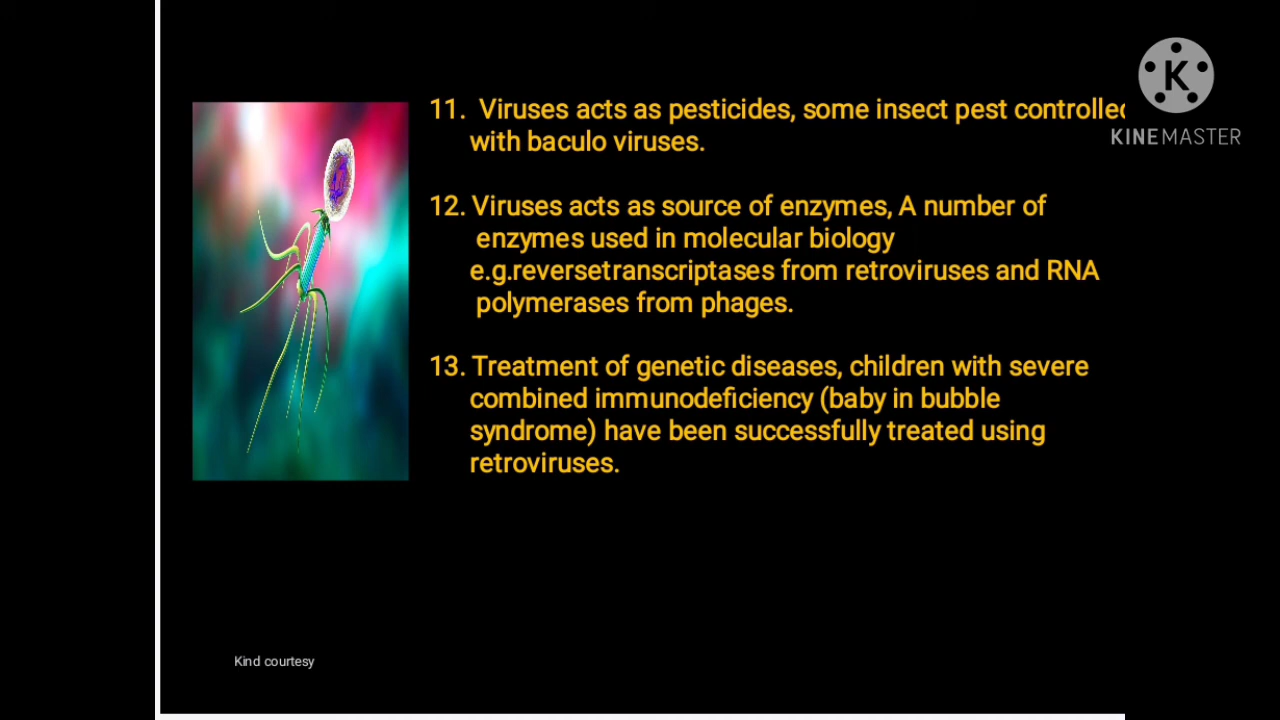 11. Viruses acts as pesticides, some insect pest controlled
with baculo viruses.
12. Viruses acts as source of enzymes, A number of
enzymes used in molecular biology
e.g.reversetranscriptases from retroviruses and RNA
polymerases from phages.
13. Treatment of genetic diseases, children with severe
combined immunodeficiency (baby in bubble
syndrome) have been successfully treated using
retroviruses.
Kind courtesy
K
KINEMASTER